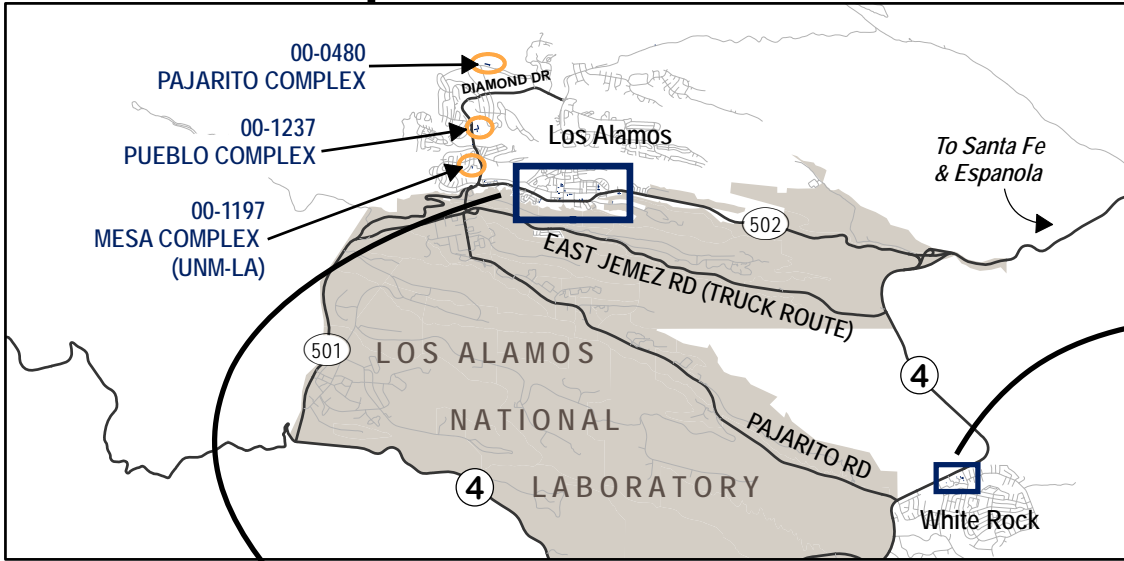 00-0480
PAJARITO COMPLEX
DIAMOND DR
00-1237
PUEBLO COMPLEX
Los Alamos
To Santa Fe
& Espanola
00-1197
MESA COMPLEX
(UNM-LA)
502
EAST JEMEZ RD (TRUCK ROUTE)
501
LOS ALAMOS
4
NATIONAL
PAJARITO RD
4
LABORATORY
White Rock